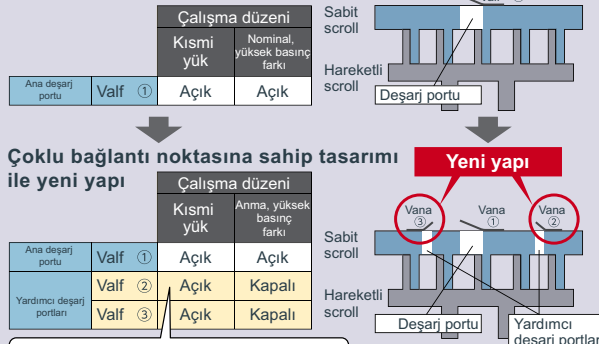 Çalışma düzeni
Kısmi
yük
Nominal,
yüksek basınç
farkı
Ana deşarj
portu
Valf ①
Açık
Açık
Sabit
scroll
Hareketli
scroll
Deşarj portu
Çoklu bağlantı noktasına sahip tasarımı
ile yeni yapı
Yeni yapı
Çalışma düzeni
Kısmi
yük
Anma, yüksek
basınç
farkı
Ana deşarj
portu
Valf ①
Açık
Açık
Yardımcı deşarj
portları
Valf ②
Açık
Kapalı
Valf ③
Açık
Kapalı
Vana
③
Vana
①
Vana
②
Sabit
scroll
Hareketli
scroll
Deşarj portu
Yardımcı
deşarj portlar